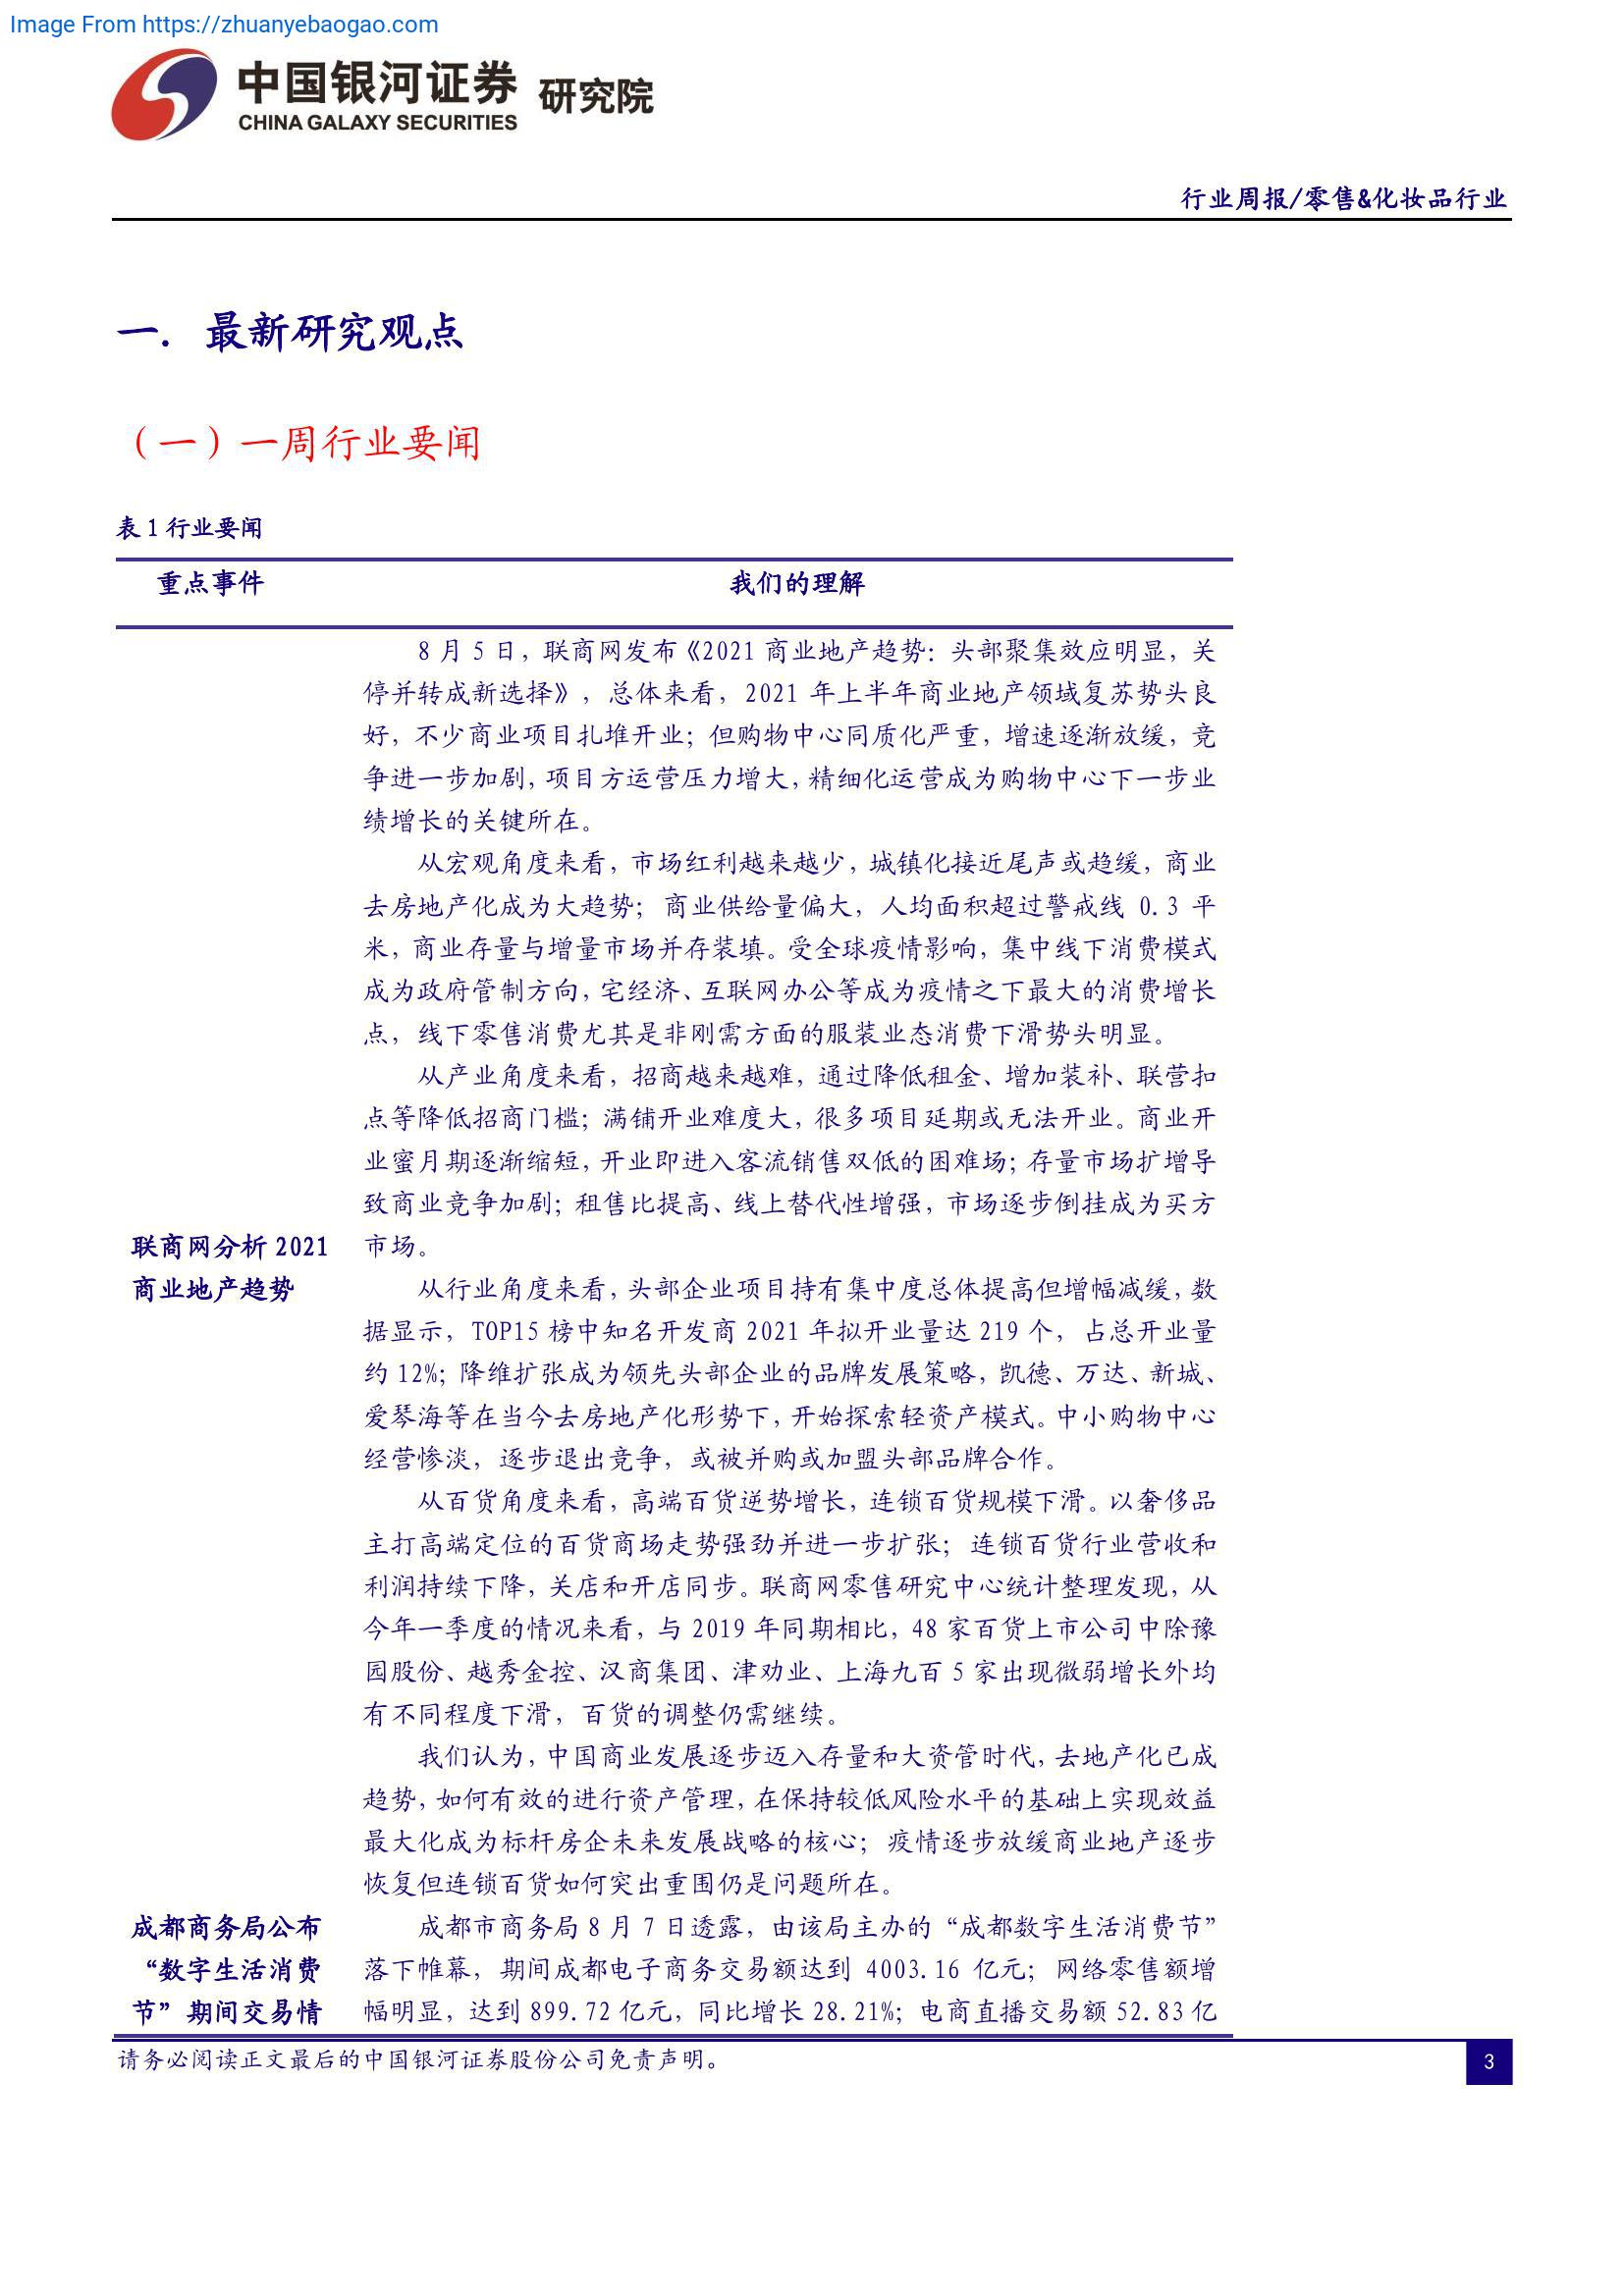 Image From https://zhuanyebaogao.com
中国银河证券 研究院
CHINA GALAXY SECURITIES
行业周报/零售&化妆品行业
一. 最新研究观点
（一）一周行业要闻
表 1 行业要闻
重点事件 我们的理解
8 月 5 日，联商网发布《2021 商业地产趋势：头部聚集效应明显，关
停并转成新选择》，总体来看，2021 年上半年商业地产领域复苏势头良
好，不少商业项目扎堆开业；但购物中心同质化严重，增速逐渐放缓，竞
争进一步加剧，项目方运营压力增大，精细化运营成为购物中心下一步业
绩增长的关键所在。
从宏观角度来看，市场红利越来越少，城镇化接近尾声或趋缓，商业
去房地产化成为大趋势；商业供给量偏大，人均面积超过警戒线 0.3 平
米，商业存量与增量市场并存装填。受全球疫情影响，集中线下消费模式
成为政府管制方向，宅经济、互联网办公等成为疫情之下最大的消费增长
点，线下零售消费尤其是非刚需方面的服装业态消费下滑势头明显。
从产业角度来看，招商越来越难，通过降低租金、增加装补、联营扣
点等降低招商门槛；满铺开业难度大，很多项目延期或无法开业。商业开
业蜜月期逐渐缩短，开业即进入客流销售双低的困难场；存量市场扩增导
致商业竞争加剧；租售比提高、线上替代性增强，市场逐步倒挂成为买方
联商网分析 2021 市场。
商业地产趋势 从行业角度来看，头部企业项目持有集中度总体提高但增幅减缓，数
据显示，TOP15 榜中知名开发商 2021 年拟开业量达 219 个，占总开业量
约 12%；降维扩张成为领先头部企业的品牌发展策略，凯德、万达、新城、
爱琴海等在当今去房地产化形势下，开始探索轻资产模式。中小购物中心
经营惨淡，逐步退出竞争，或被并购或加盟头部品牌合作。
从百货角度来看，高端百货逆势增长，连锁百货规模下滑。以奢侈品
主打高端定位的百货商场走势强劲并进一步扩张；连锁百货行业营收和
利润持续下降，关店和开店同步。联商网零售研究中心统计整理发现，从
今年一季度的情况来看，与 2019 年同期相比，48 家百货上市公司中除豫
园股份、越秀金控、汉商集团、津劝业、上海九百 5 家出现微弱增长外均
有不同程度下滑，百货的调整仍需继续。
我们认为，中国商业发展逐步迈入存量和大资管时代，去地产化已成
趋势，如何有效的进行资产管理，在保持较低风险水平的基础上实现效益
最大化成为标杆房企未来发展战略的核心；疫情逐步放缓商业地产逐步
恢复但连锁百货如何突出重围仍是问题所在。
成都商务局公布 成都市商务局 8 月 7 日透露，由该局主办的“成都数字生活消费节”
“数字生活消费 落下帷幕，期间成都电子商务交易额达到 4003.16 亿元；网络零售额增
节”期间交易情 幅明显，达到 899.72 亿元，同比增长 28.21%；电商直播交易额 52.83 亿
请务必阅读正文最后的中国银河证券股份公司免责声明。
3